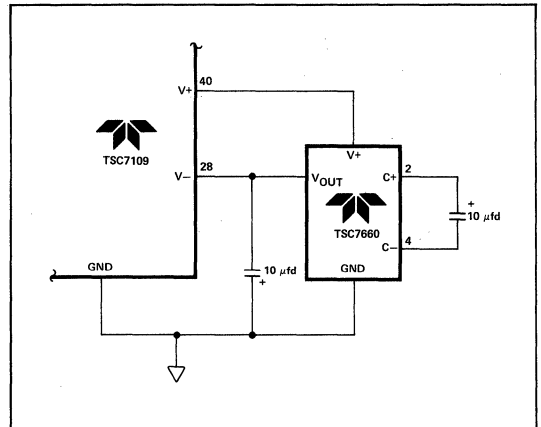 40
V+
TSC7109
V+
V−
28
VOUT
C+
2
+
10 µfd
TSC7660
C−
4
GND
10 µfd
+
GND